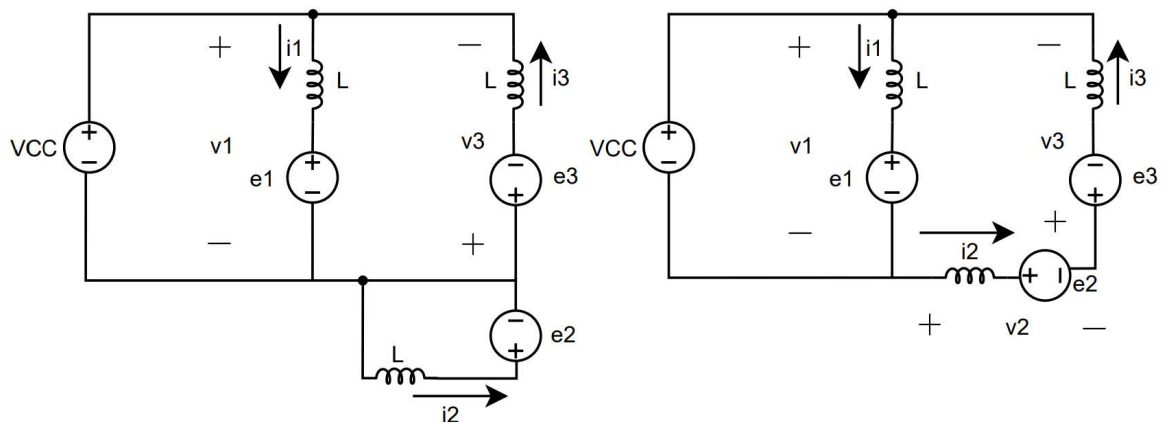 +
i1
L
−
L
i3
VCC
+
−
v1
e1
+
−
v3
−
+
e3
−
+
−
+
e2
L
i2
+
i1
L
−
L
i3
VCC
+
−
v1
e1
+
−
v3
−
+
e3
−
+
i2
+
−
e2
+
v2
−